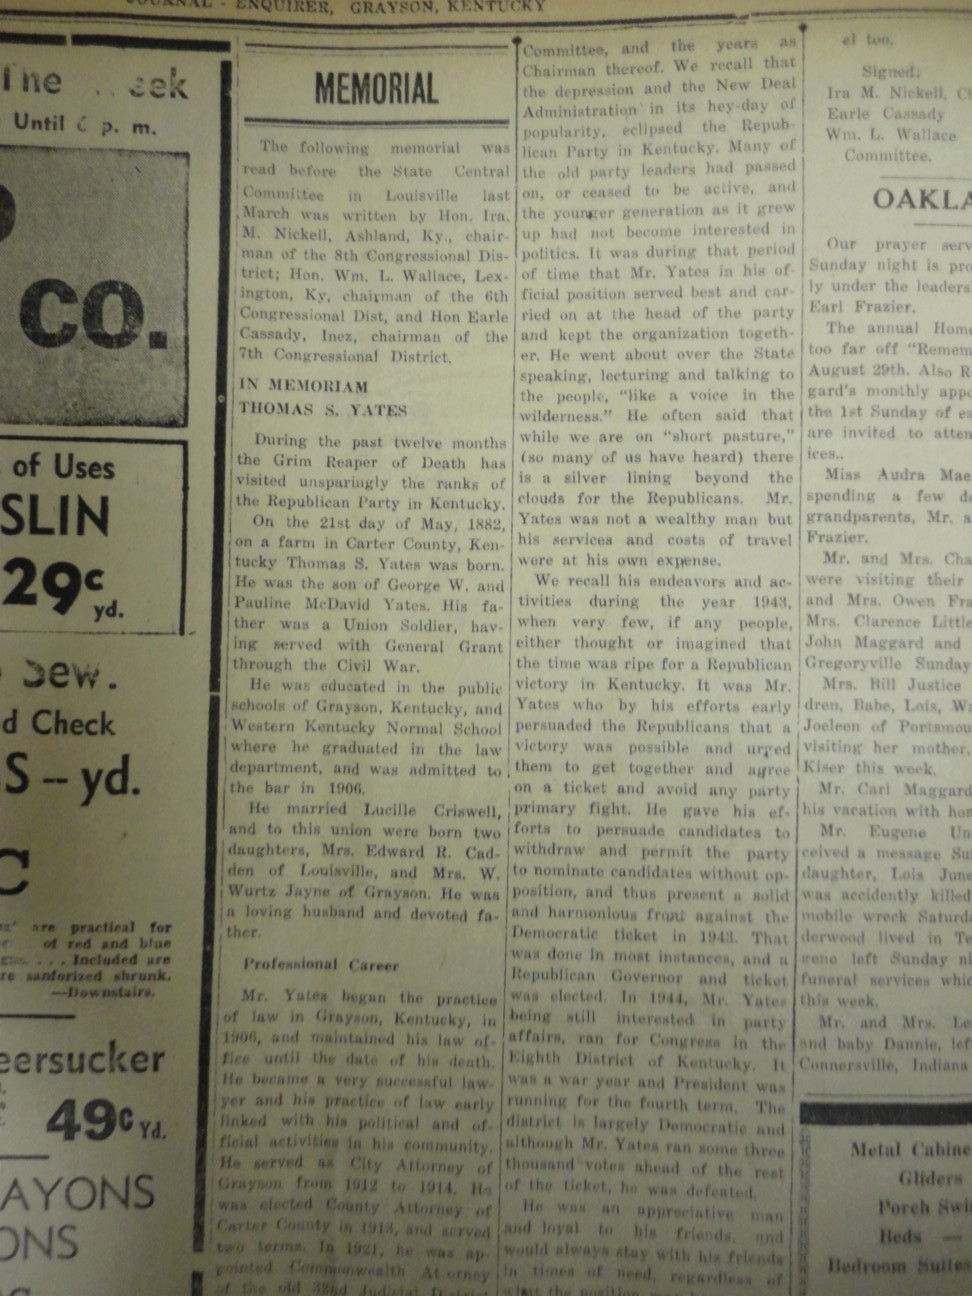 JOURNAL - ENQUIRER, GRAYSON, KENTUCKY
The
Until p. m.
CO.
of Uses
SLIN
29c
yd.
Sew.
d Check
S -- yd.
C
are practical for
of red and blue
. . . Included are
re sanforized shrunk.
—Downstairs.
eersucker
49c Yd.
AYONS
ONS
MEMORIAL
The following memorial was
read before the State Central
Committee in Louisville last
March was written by Hon. Ira.
M. Nickell, Ashland, Ky., chair-
man of the 8th Congressional Dis-
trict; Hon. Wm. L. Wallace, Lex-
ington, Ky, chairman of the 6th
Congressional Dist, and Hon Earle
Cassady, Inez, chairman of the
7th Congressional District.
IN MEMORIAM
THOMAS S. YATES
During the past twelve months
the Grim Reaper of Death has
visited unsparingly the ranks of
the Republican Party in Kentucky.
On the 21st day of May, 1882,
on a farm in Carter County, Ken-
tucky Thomas S. Yates was born.
He was the son of George W. and
Pauline McDavid Yates. His fa-
ther was a Union Soldier, hav-
ing served with General Grant
through the Civil War.
He was educated in the public
schools of Grayson, Kentucky, and
Western Kentucky Normal School
where he graduated in the law
department, and was admitted to
the bar in 1906.
He married Lucille Criswell,
and to this union were born two
daughters, Mrs. Edward R. Cad-
den of Louisville, and Mrs. W.
Wurtz Jayne of Grayson. He was
a loving husband and devoted fa-
ther.
Professional Career
Mr. Yates began the practice
of law in Grayson, Kentucky, in
1906, and maintained his law of-
fice until the date of his death.
He became a very successful law-
yer and his practice of law early
linked with his political and of-
ficial activities in his community.
He served as City Attorney of
Grayson from 1912 to 1914. He
was elected County Attorney of
Carter County in 1913, and served
two terms. In 1921, he was ap-
pointed Commonwealth Attorney
of the old 32nd Judicial District
Committee, and the years as
Chairman thereof. We recall that
the depression and the New Deal
Administration in its hey-day of
popularity, eclipsed the Repub-
lican Party in Kentucky. Many of
the old party leaders had passed
on, or ceased to be active, and
the younger generation as it grew
up had not become interested in
politics. It was during that period
of time that Mr. Yates in his of-
ficial position served best and car-
ried on at the head of the party
and kept the organization togeth-
er. He went about over the State
speaking, lecturing and talking to
the people, "like a voice in the
wilderness." He often said that
while we are on "short pasture,"
(so many of us have heard) there
is a silver lining beyond the
clouds for the Republicans. Mr.
Yates was not a wealthy man but
his services and costs of travel
were at his own expense.
We recall his endeavors and ac-
tivities during the year 1943,
when very few, if any people,
either thought or imagined that
the time was ripe for a Republican
victory in Kentucky. It was Mr.
Yates who by his efforts early
persuaded the Republicans that a
victory was possible and urged
them to get together and agree
on a ticket and avoid any party
primary fight. He gave his ef-
forts to persuade candidates to
withdraw and permit the party
to nominate candidates without op-
position, and thus present a solid
and harmonious front against the
Democratic ticket in 1943. That
was done in most instances, and a
Republican Governor and ticket
was elected. In 1944, Mr. Yates
being still interested in party
affairs, ran for Congress in the
Eighth District of Kentucky. It
was a war year and President was
running for the fourth term. The
district is largely Democratic and
although Mr. Yates ran some three
thousand votes ahead of the rest
of the ticket, he was defeated.
He was an appreciative man
and loyal to his friends, and
would always stay with his friends
in times of need, regardless of
el too.
Signed:
Ira M. Nickell, Ch
Earle Cassady
Wm. L. Wallace
Committee.
OAKLA
Our prayer serv
Sunday night is pro
ly under the leaders
Earl Frazier.
The annual Home
too far off "Remem
August 29th. Also R
gard's monthly appo
the 1st Sunday of ea
are invited to atten
ices..
Miss Audra Mae
spending a few da
grandparents, Mr. a
Frazier.
Mr. and Mrs. Cha
were visiting their
and Mrs. Owen Fra
Mrs. Clarence Little
John Maggard and
Gregoryville Sunday
Mrs. Bill Justice
dren, Babe, Lois, Wa
Joeleen of Portsmou
visiting her mother,
Kiser this week.
Mr. Carl Maggard
his vacation with hom
Mr. Eugene Un
ceived a message Su
daughter, Lois June
was accidently killed
mobile wreck Saturda
derwood lived in Te
gene left Sunday ni
funeral services whic
this week.
Mr. and Mrs. Le
and baby Dannie, left
Connersville, Indiana
Metal Cabine
Gliders
Porch Swi
Beds —
Bedroom Suites